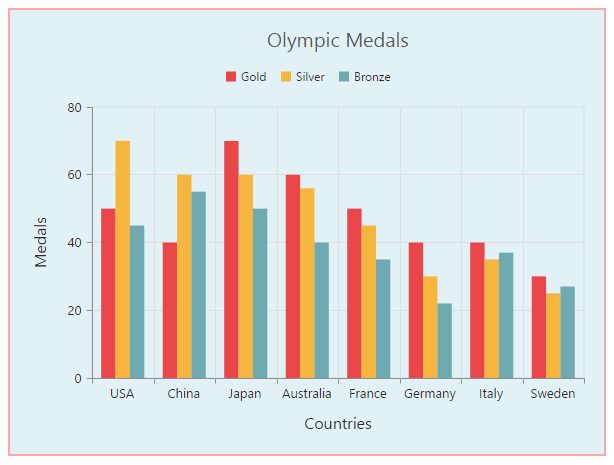 Olympic Medals
Gold Silver Bronze
80
60
40
20
0
Medals
USA China Japan Australia France Germany Italy Sweden
Countries